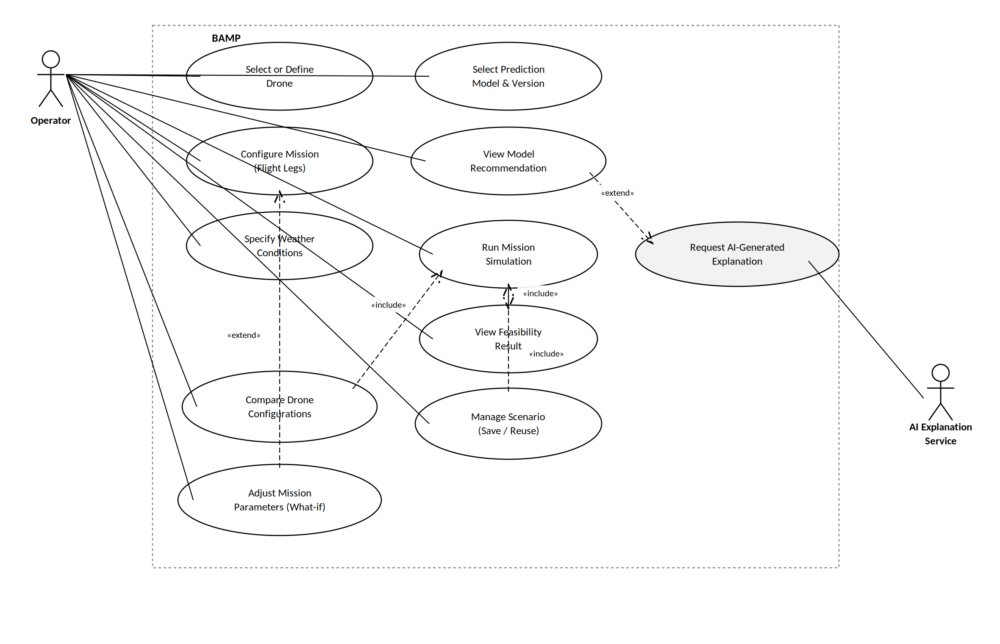 BAMP
Select or Define
Drone
Select Prediction
Model & Version
Operator
Configure Mission
(Flight Legs)
View Model
Recommendation
«extend»
Specify Weather
Conditions
Run Mission
Simulation
Request AI-Generated
Explanation
«include»
«include»
«extend»
View Feasibility
Result
«include»
Compare Drone
Configurations
Manage Scenario
(Save / Reuse)
AI Explanation
Service
Adjust Mission
Parameters (What-if)